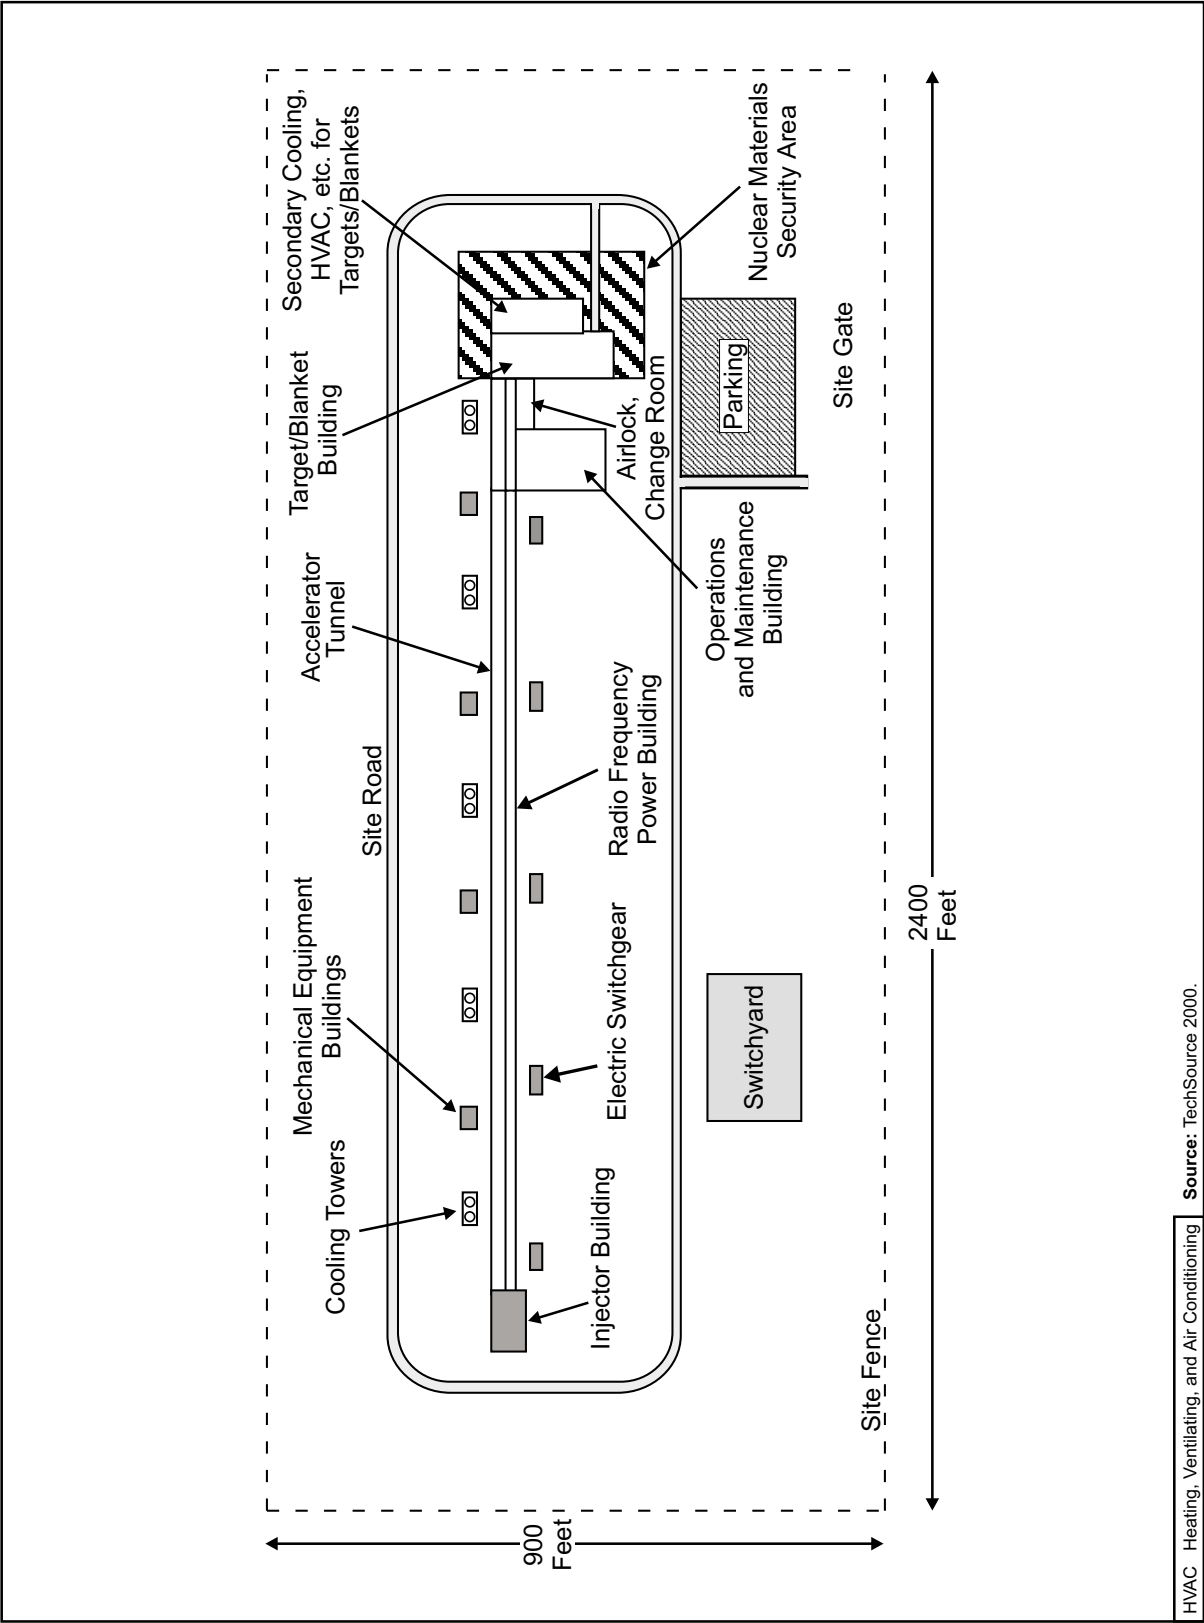 Secondary Cooling,
HVAC, etc. for
Targets/Blankets
Target/Blanket
Building
Accelerator
Tunnel
Site Road
Mechanical Equipment
Buildings
Cooling Towers
Nuclear Materials
Security Area
Airlock,
Change Room
Parking
Site Gate
Operations
and Maintenance
Building
Radio Frequency
Power Building
Electric Switchgear
Injector Building
Switchyard
Site Fence
900
Feet
2400
Feet
HVAC Heating, Ventilating, and Air Conditioning
Source: TechSource 2000.